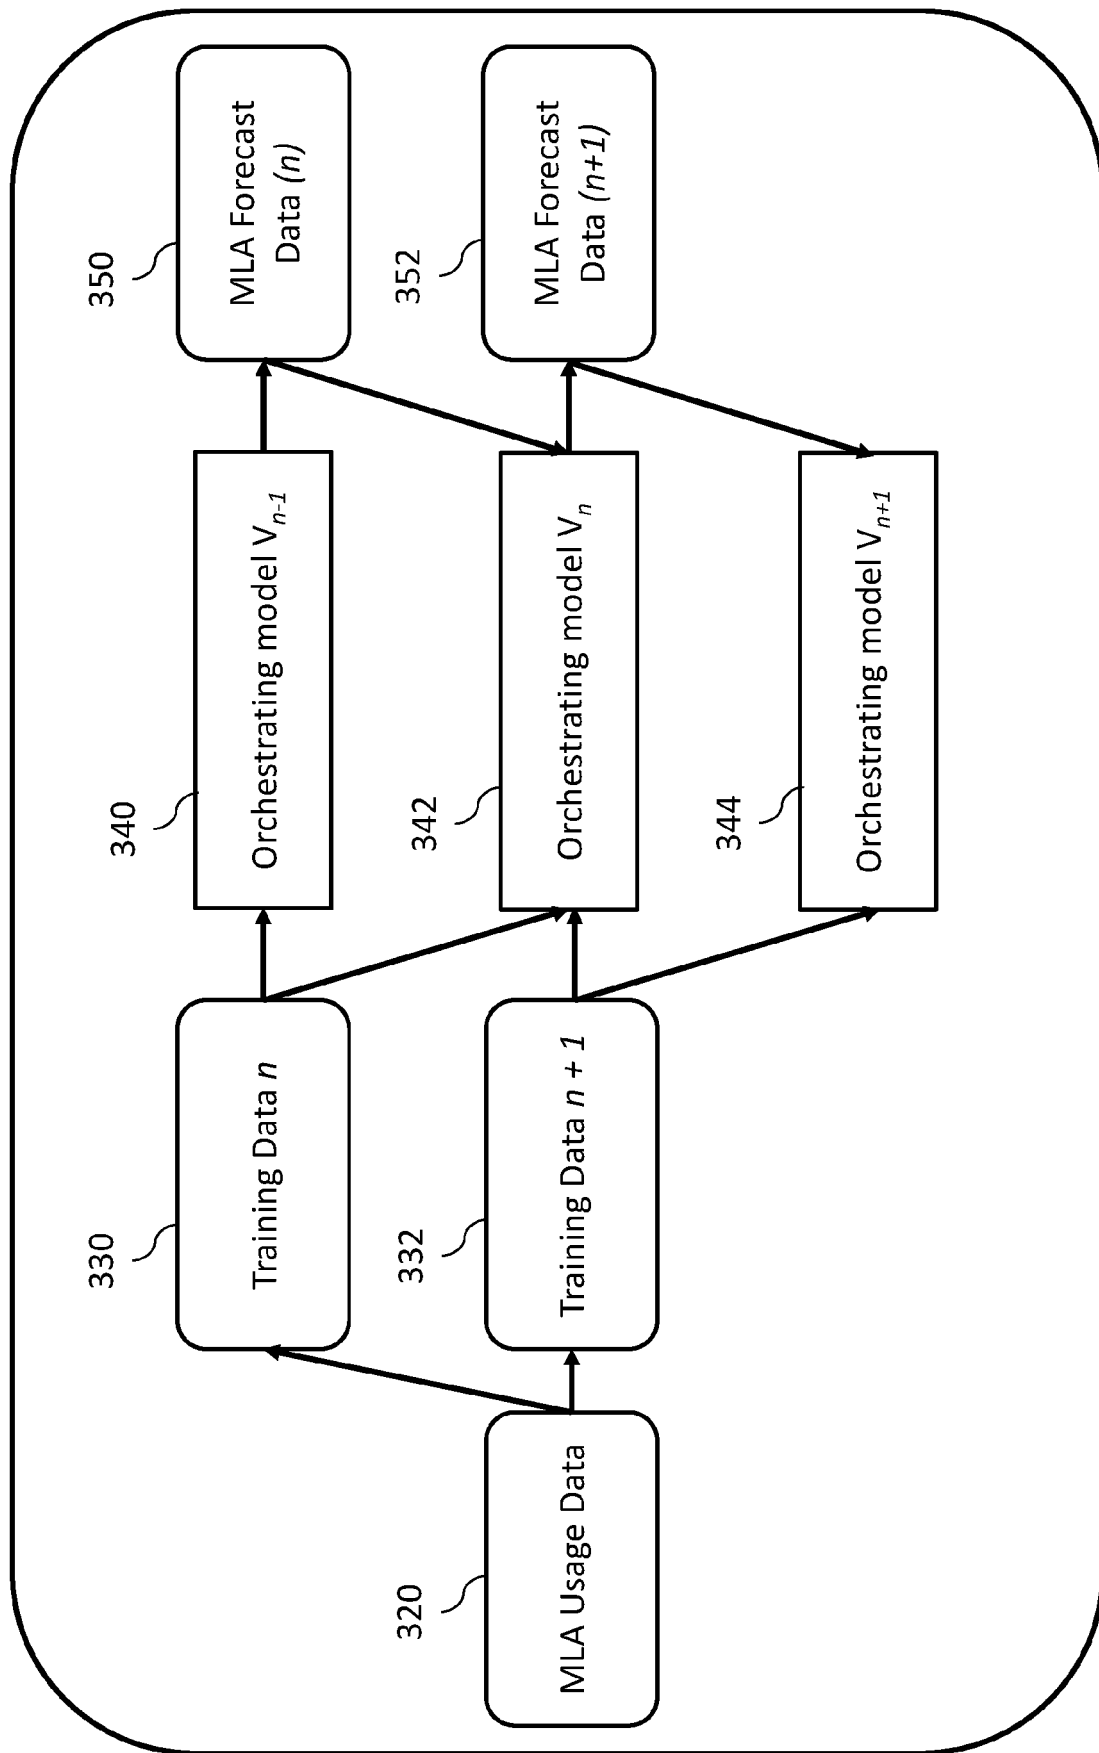 350
MLA Forecast
Data (n)
340
Orchestrating model Vn-1
330
Training Data n
352
MLA Forecast
Data (n+1)
342
Orchestrating model Vn
332
Training Data n + 1
320
MLA Usage Data
344
Orchestrating model Vn+1